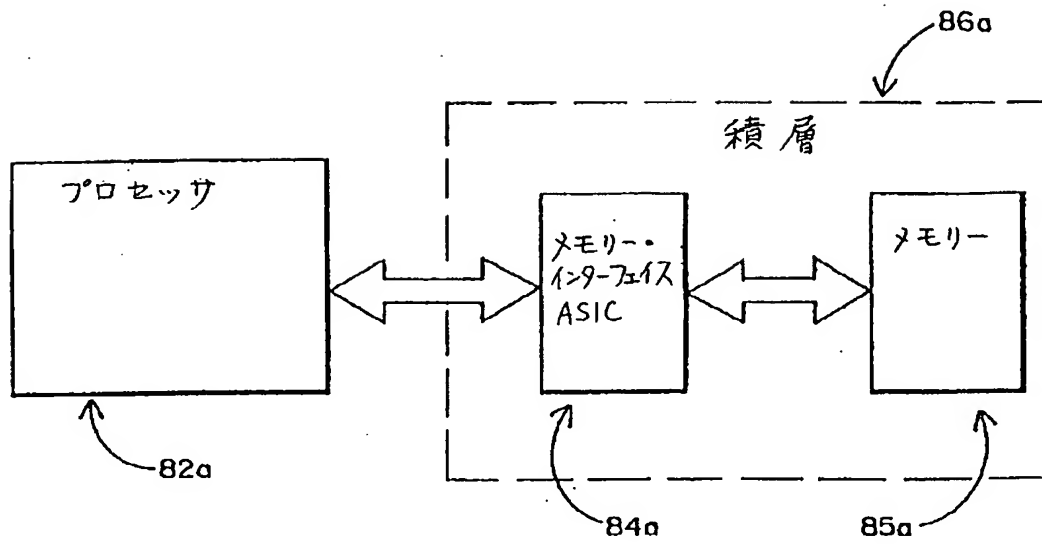 86a
積層
プロセッサ
メモリー・
インターフェイス
ASIC
メモリー
82a
84a
85a